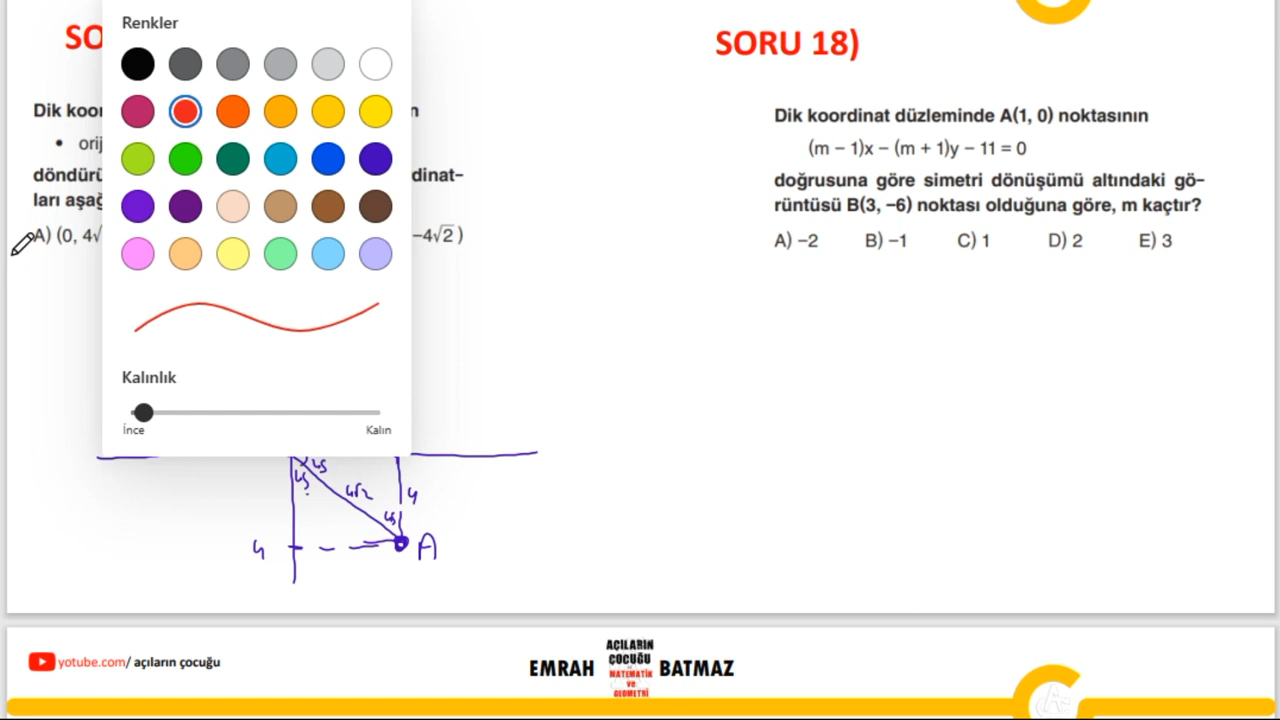 Renkler
Kalınlık
İnce Kalın
SO
Dik koor n
• orij
döndürü dinat–
ları aşağ
A) (0, 4√ −4√2 )
45
45
4√2
4
45
4
A
SORU 18)
Dik koordinat düzleminde A(1, 0) noktasının
(m – 1)x – (m + 1)y – 11 = 0
doğrusuna göre simetri dönüşümü altındaki gö-
rüntüsü B(3, –6) noktası olduğuna göre, m kaçtır?
A) –2 B) –1 C) 1 D) 2 E) 3
yotube.com/ açıların çocuğu
EMRAH
AÇILARIN
ÇOCUĞU
MATEMATİK
ve
GEOMETRİ
BATMAZ